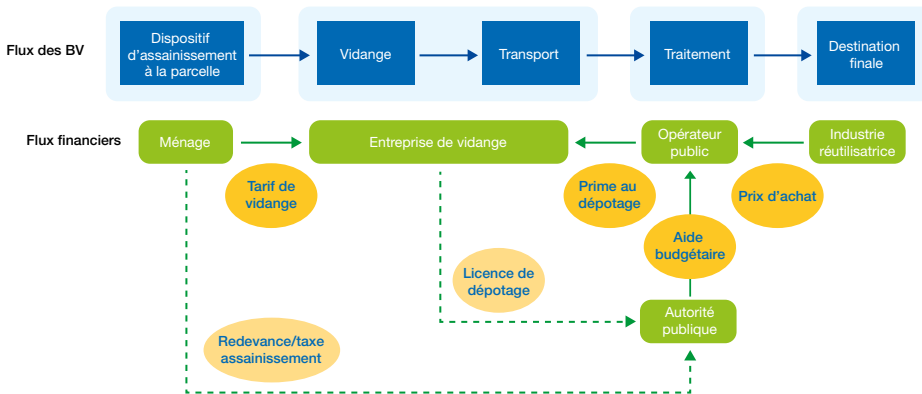 Flux des BV
Dispositif
d'assainissement
à la parcelle
Vidange
Transport
Traitement
Destination
finale
Flux financiers
Ménage
Entreprise de vidange
Opérateur
public
Industrie
réutilisatrice
Tarif de
vidange
Prime au
dépotage
Prix d'achat
Aide
budgétaire
Licence de
dépotage
Autorité
publique
Redevance/taxe
assainissement